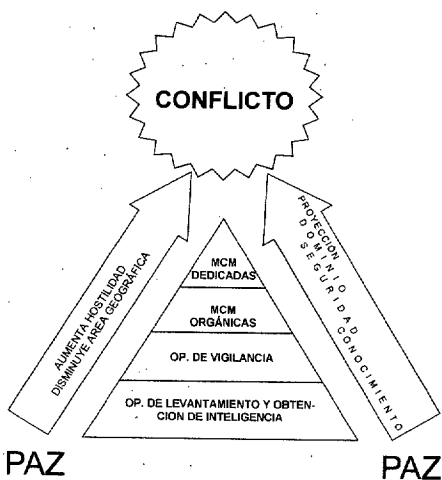 CONFLICTO
AUMENTA HOSTILIDAD
DISMINUYE AREA GEOGRÁFICA
PROYECCIÓN
DOMINIO
SEGURIDAD
CONOCIMIENTO
MCM
DEDICADAS
MCM
ORGÁNICAS
OP. DE VIGILANCIA
OP. DE LEVANTAMIENTO Y OBTEN-
CION DE INTELIGENCIA
PAZ
PAZ